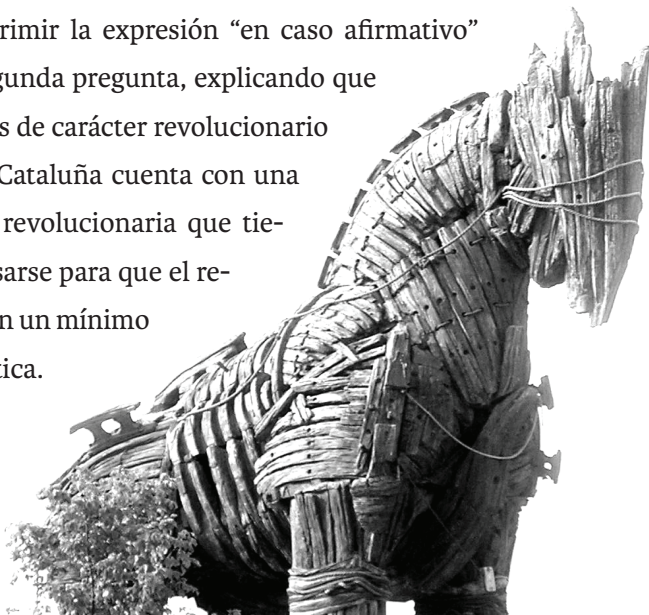 rimir la expresión “en caso afirmativo”
gunda pregunta, explicando que
s de carácter revolucionario
Cataluña cuenta con una
revolucionaria que tie-
sarse para que el re-
n un mínimo
tica.